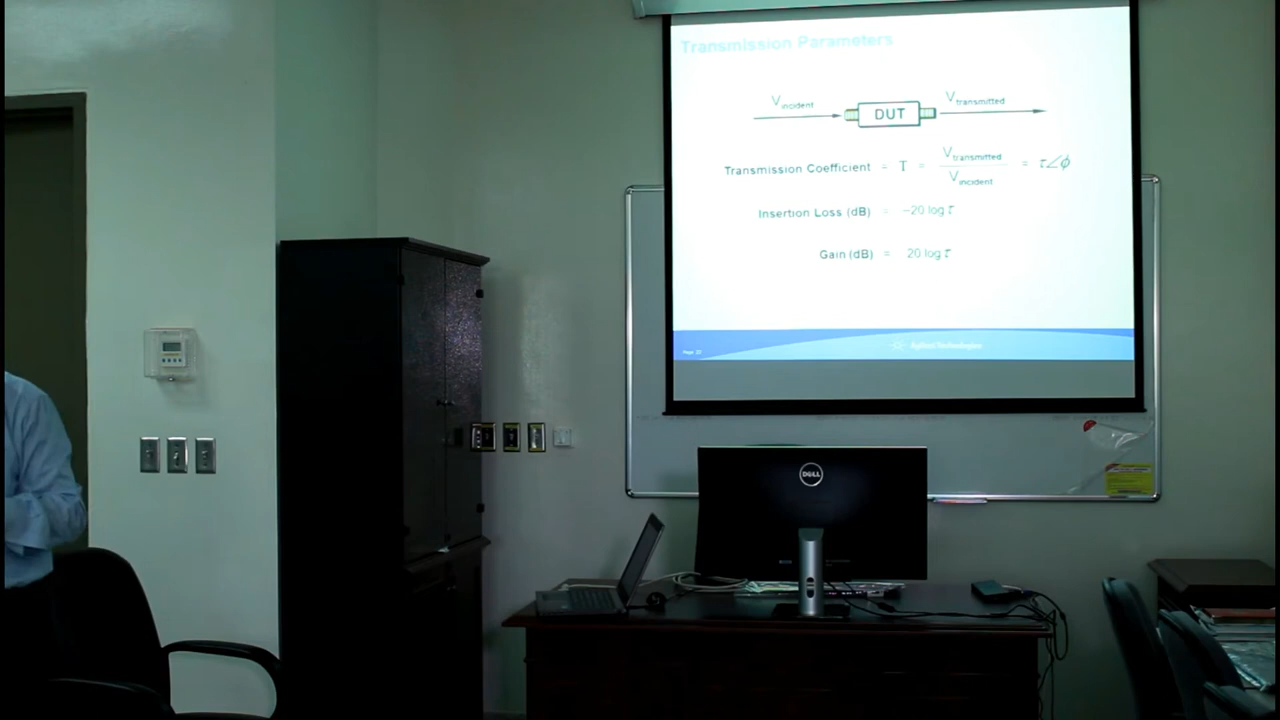 Transmission Parameters
V incident
DUT
V transmitted
Transmission Coefficient = T = V transmitted / V incident = τ∠ϕ
Insertion Loss (dB) = −20 log τ
Gain (dB) = 20 log τ
Agilent Technologies
DELL